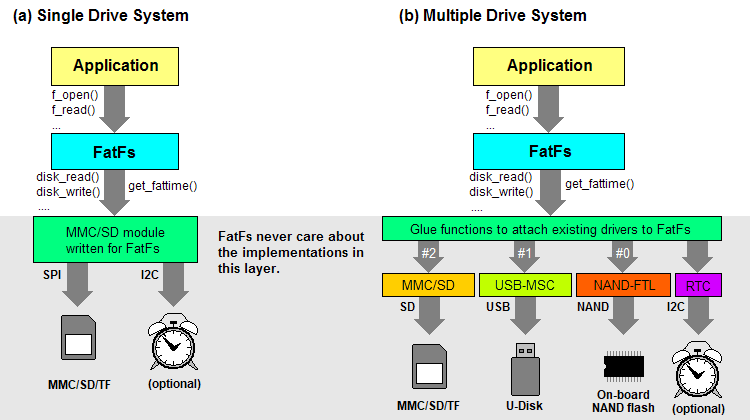 (a) Single Drive System
Application
f_open()
f_read()
...
FatFs
disk_read()
disk_write()
....
get_fattime()
MMC/SD module
written for FatFs
SPI
I2C
MMC/SD/TF
(optional)
FatFs never care about
the implementations in
this layer.
(b) Multiple Drive System
Application
f_open()
f_read()
...
FatFs
disk_read()
disk_write()
....
get_fattime()
Glue functions to attach existing drivers to FatFs
#2
#1
#0
MMC/SD
USB-MSC
NAND-FTL
RTC
SD
USB
NAND
I2C
MMC/SD/TF
U-Disk
On-board
NAND flash
(optional)